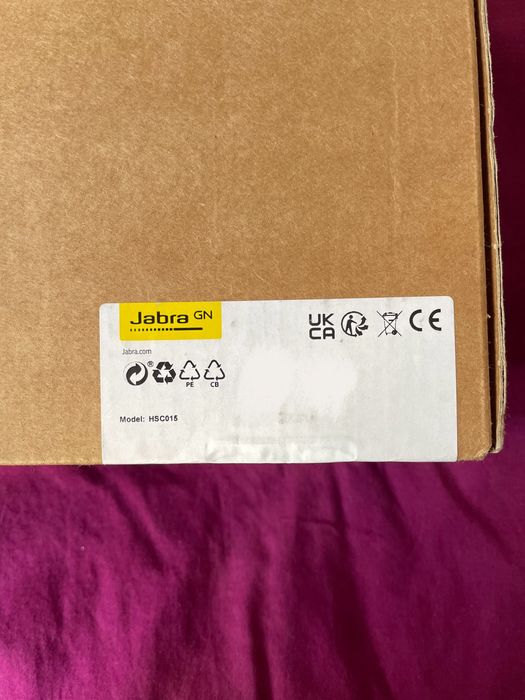 Jabra GN
UK
CA
CE
Jabra.com
®
PE
CB
Model: HSC015